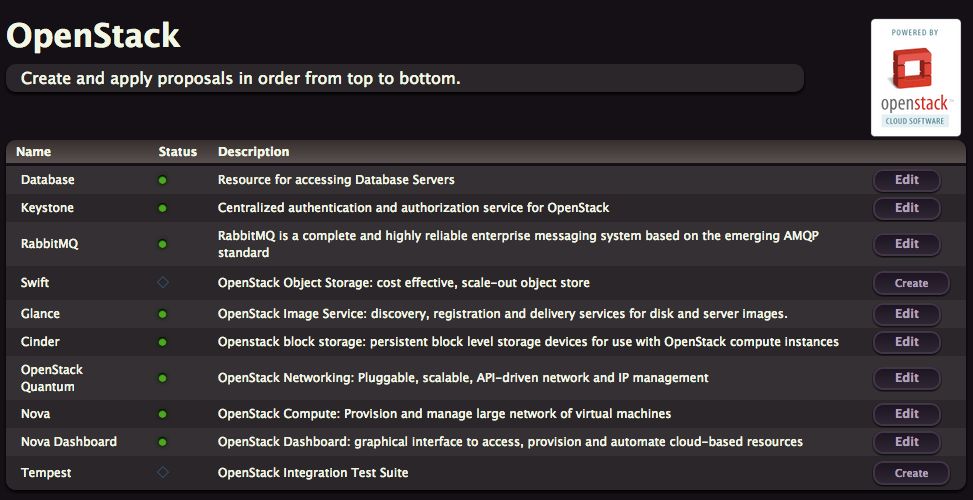 OpenStack
POWERED BY
openstack™
CLOUD SOFTWARE
Create and apply proposals in order from top to bottom.
Name Status Description
Database Resource for accessing Database Servers Edit
Keystone Centralized authentication and authorization service for OpenStack Edit
RabbitMQ RabbitMQ is a complete and highly reliable enterprise messaging system based on the emerging AMQP Edit
standard
Swift OpenStack Object Storage: cost effective, scale-out object store Create
Glance OpenStack Image Service: discovery, registration and delivery services for disk and server images. Edit
Cinder Openstack block storage: persistent block level storage devices for use with OpenStack compute instances Edit
OpenStack
Quantum OpenStack Networking: Pluggable, scalable, API-driven network and IP management Edit
Nova OpenStack Compute: Provision and manage large network of virtual machines Edit
Nova Dashboard OpenStack Dashboard: graphical interface to access, provision and automate cloud-based resources Edit
Tempest OpenStack Integration Test Suite Create